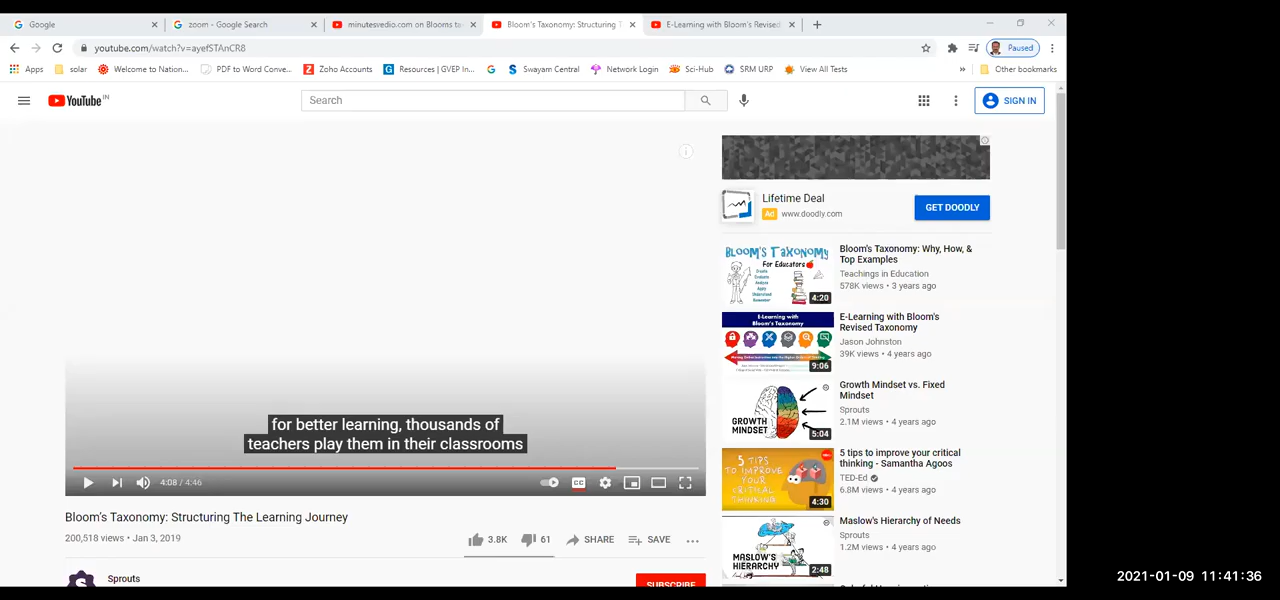 Google
zoom - Google Search
minutesvedio.com on Blooms ta
Bloom's Taxonomy: Structuring T
E-Learning with Bloom's Revised
youtube.com/watch?v=ayefSTAnCR8
Paused
Apps
solar
Welcome to Nation...
PDF to Word Conve...
Zoho Accounts
Resources | GVEP In...
Swayam Central
Network Login
Sci-Hub
SRM URP
View All Tests
Other bookmarks
YouTube IN
Search
SIGN IN
Lifetime Deal
Ad www.doodly.com
GET DOODLY
BLOOM'S TAXONOMY
For Educators
Create
Evaluate
Analyze
Apply
Understand
Remember
4:20
Bloom's Taxonomy: Why, How, &
Top Examples
Teachings in Education
578K views • 3 years ago
E-Learning with
Bloom's Taxonomy
9:06
E-Learning with Bloom's
Revised Taxonomy
Jason Johnston
39K views • 4 years ago
GROWTH
MINDSET
5:04
Growth Mindset vs. Fixed
Mindset
Sprouts
2.1M views • 4 years ago
for better learning, thousands of
teachers play them in their classrooms
4:08 / 4:46
CC
5 TIPS
TO IMPROVE
YOUR
CRITICAL
THINKING
4:30
5 tips to improve your critical
thinking - Samantha Agoos
TED-Ed
6.8M views • 4 years ago
Bloom's Taxonomy: Structuring The Learning Journey
200,518 views • Jan 3, 2019
3.8K
61
SHARE
SAVE
MASLOW'S
HIERARCHY
2:48
Maslow's Hierarchy of Needs
Sprouts
1.2M views • 4 years ago
Sprouts
SUBSCRIBE
2021-01-09 11:41:36